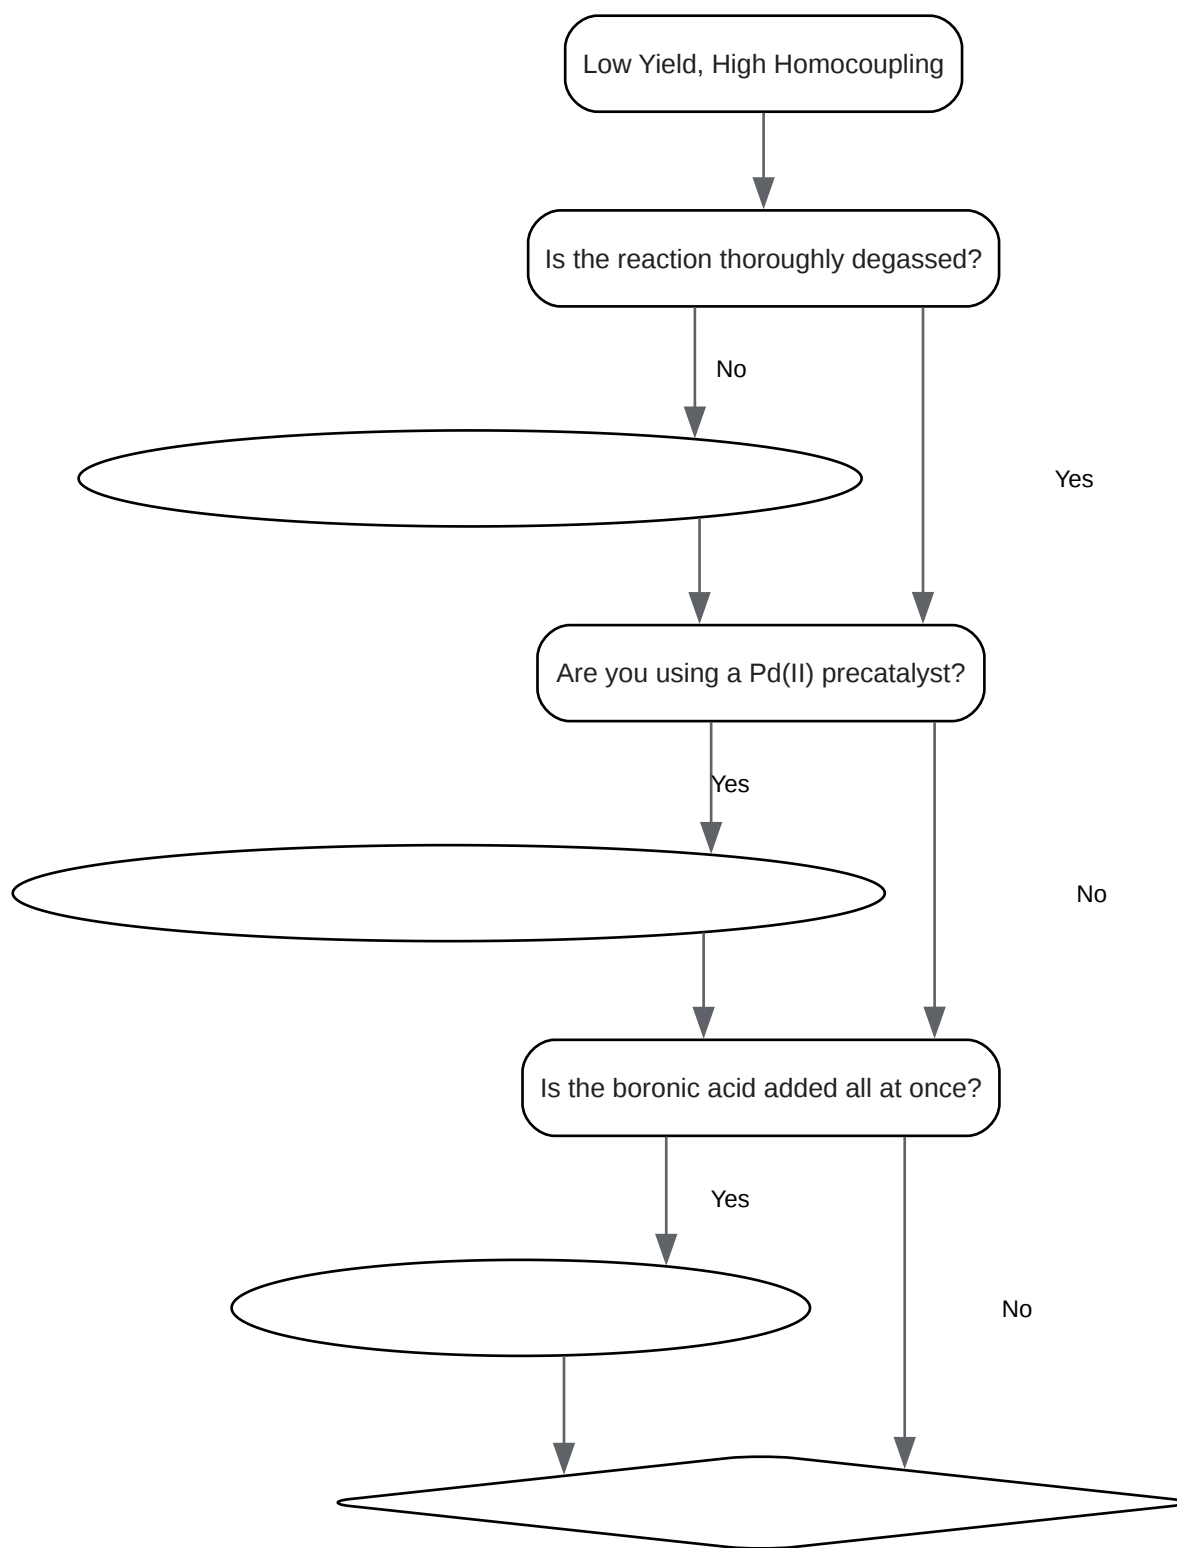 Low Yield, High Homocoupling
Is the reaction thoroughly degassed?
No
Yes
Are you using a Pd(II) precatalyst?
Yes
No
Is the boronic acid added all at once?
Yes
No